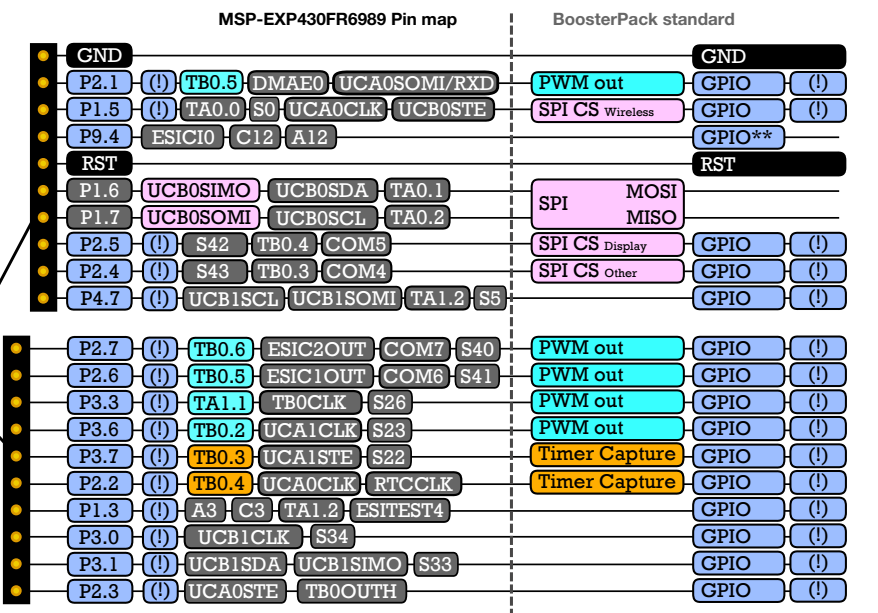 MSP-EXP430FR6989 Pin map BoosterPack standard
GND GND
P2.1 (!) TB0.5 DMAE0 UCA0SOMI/RXD PWM out GPIO (!)
P1.5 (!) TA0.0 S0 UCA0CLK UCB0STE SPI CS Wireless GPIO (!)
P9.4 ESICI0 C12 A12 GPIO**
RST RST
P1.6 UCB0SIMO UCB0SDA TA0.1 SPI MOSI
P1.7 UCB0SOMI UCB0SCL TA0.2 MISO
P2.5 (!) S42 TB0.4 COM5 SPI CS Display GPIO (!)
P2.4 (!) S43 TB0.3 COM4 SPI CS Other GPIO (!)
P4.7 (!) UCB1SCL UCB1SOMI TA1.2 S5 GPIO (!)
P2.7 (!) TB0.6 ESIC2OUT COM7 S40 PWM out GPIO (!)
P2.6 (!) TB0.5 ESIC1OUT COM6 S41 PWM out GPIO (!)
P3.3 (!) TA1.1 TB0CLK S26 PWM out GPIO (!)
P3.6 (!) TB0.2 UCA1CLK S23 PWM out GPIO (!)
P3.7 (!) TB0.3 UCA1STE S22 Timer Capture GPIO (!)
P2.2 (!) TB0.4 UCA0CLK RTCCLK Timer Capture GPIO (!)
P1.3 (!) A3 C3 TA1.2 ESITEST4 GPIO (!)
P3.0 (!) UCB1CLK S34 GPIO (!)
P3.1 (!) UCB1SDA UCB1SIMO S33 GPIO (!)
P2.3 (!) UCA0STE TB0OUTH GPIO (!)